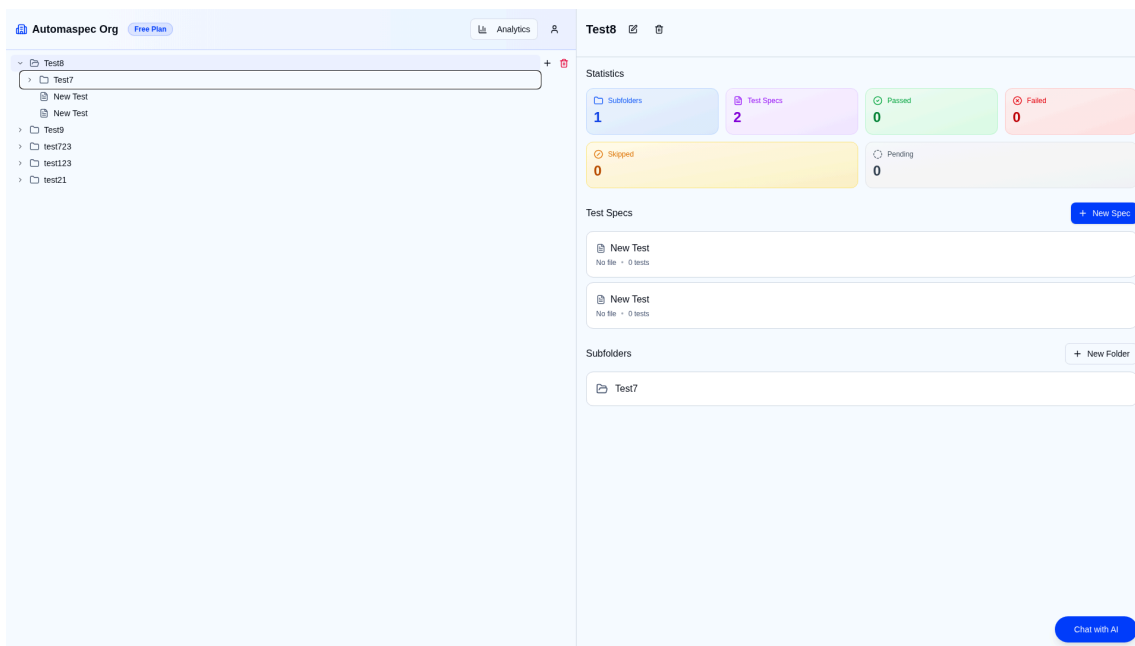 Automaspec Org
Free Plan
Analytics
Test8
Test7
New Test
New Test
Test9
test723
test123
test21
Test8
Statistics
Subfolders
1
Test Specs
2
Passed
0
Failed
0
Skipped
0
Pending
0
Test Specs
New Spec
New Test
No file • 0 tests
New Test
No file • 0 tests
Subfolders
New Folder
Test7
Chat with AI